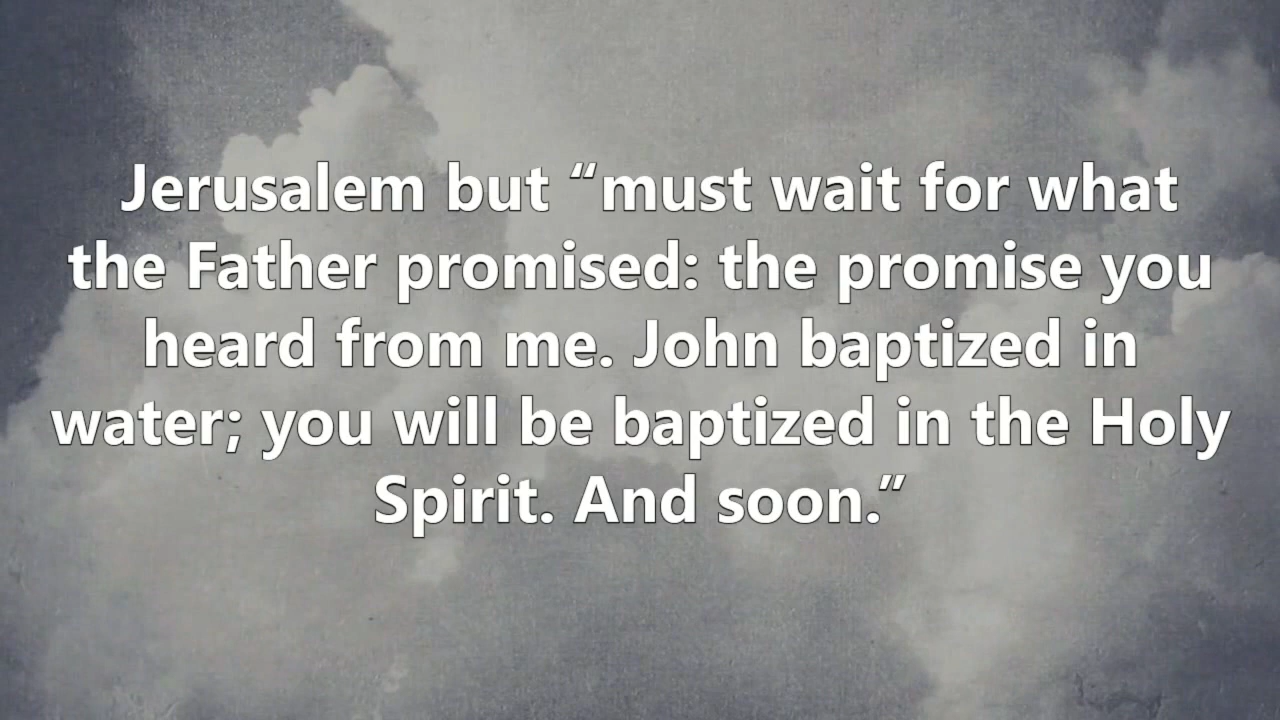 Jerusalem but “must wait for what
the Father promised: the promise you
heard from me. John baptized in
water; you will be baptized in the Holy
Spirit. And soon.”